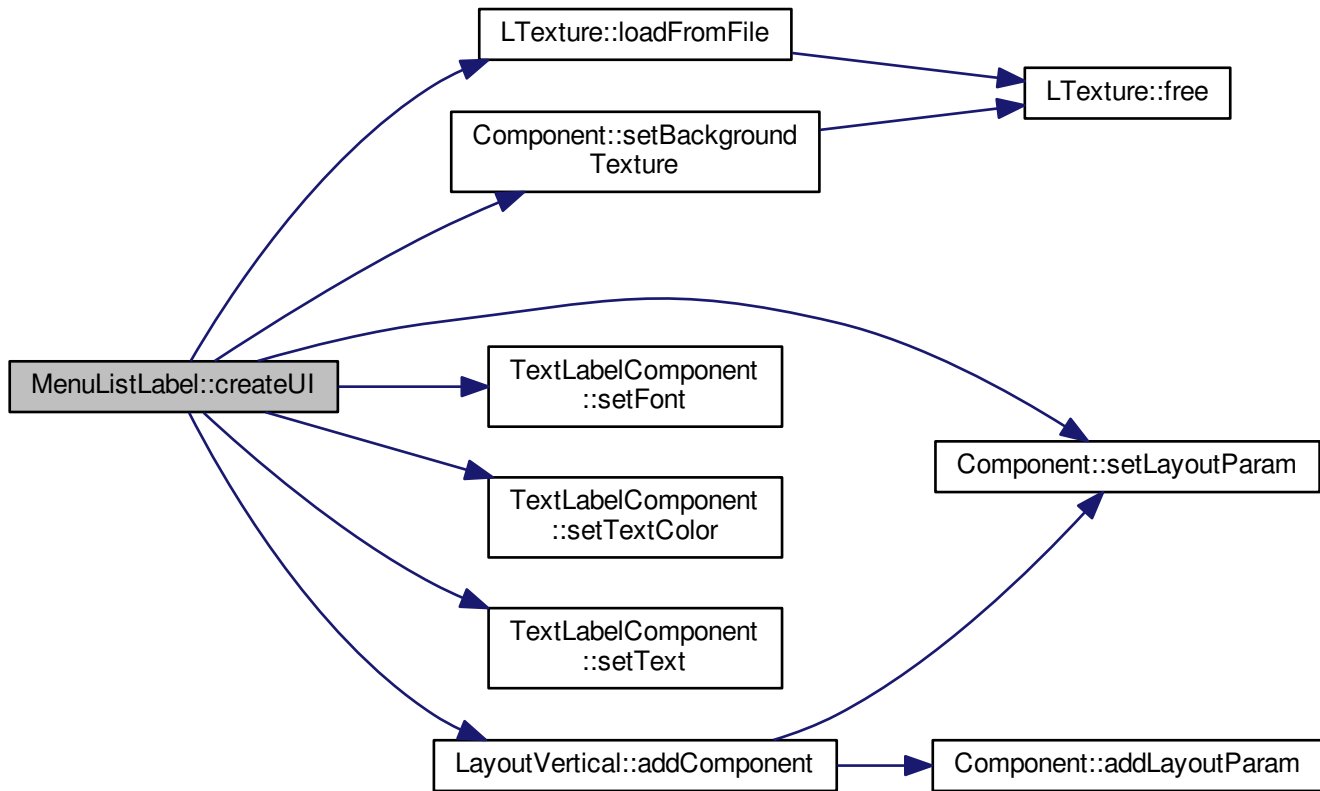 LTexture::loadFromFile
LTexture::free
Component::setBackground
Texture
MenuListLabel::createUI
TextLabelComponent
::setFont
Component::setLayoutParam
TextLabelComponent
::setTextColor
TextLabelComponent
::setText
LayoutVertical::addComponent
Component::addLayoutParam